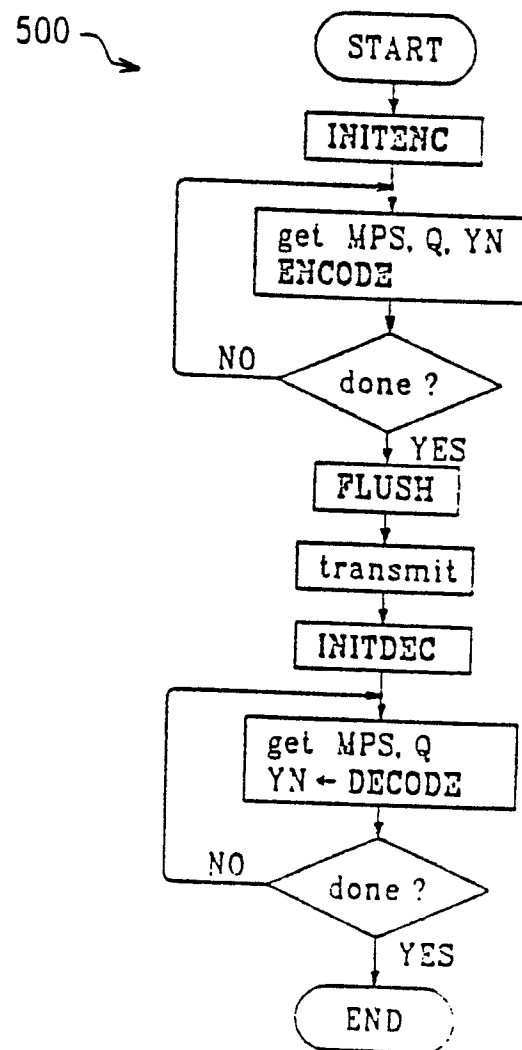 500
START
INITENC
get MPS, Q, YN
ENCODE
done ?
NO
YES
FLUSH
transmit
INITDEC
get MPS, Q
YN ← DECODE
done ?
NO
YES
END